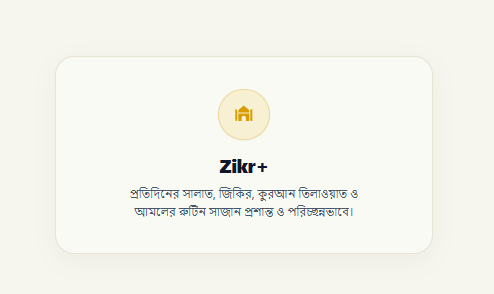 Zikr+
প্রতিদিনের সালাত, জিকির, কুরআন তিলাওয়াত ও
আমলের রুটিন সাজান প্রশান্ত ও পরিচ্ছন্নভাবে।